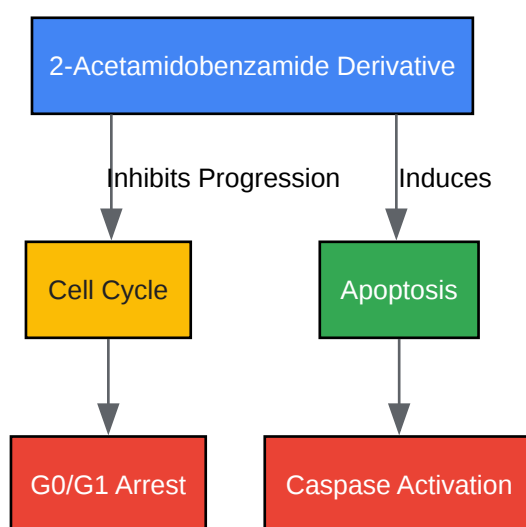 2-Acetamidobenzamide Derivative
Inhibits Progression
Induces
Cell Cycle
Apoptosis
G0/G1 Arrest
Caspase Activation